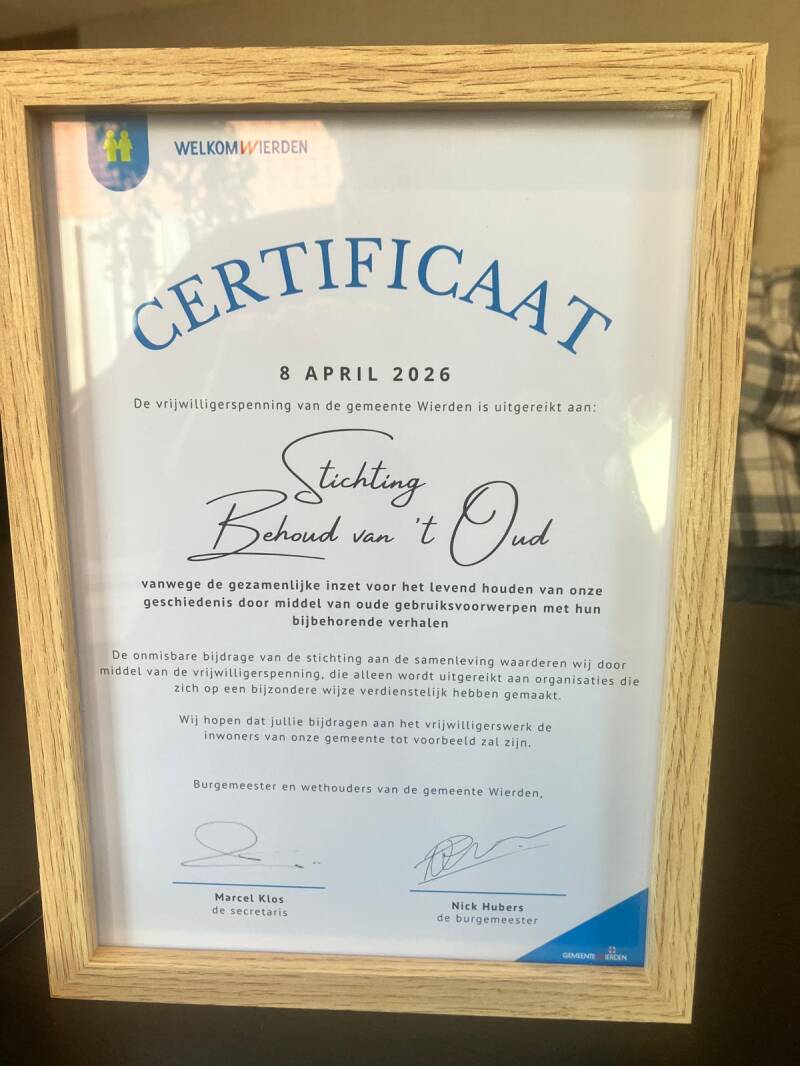 WELKOMWIERDEN
CERTIFICAAT
8 APRIL 2026
De vrijwilligerspenning van de gemeente Wierden is uitgereikt aan:
Stichting
Behoud van 't Oud
vanwege de gezamenlijke inzet voor het levend houden van onze
geschiedenis door middel van oude gebruiksvoorwerpen met hun
bijbehorende verhalen
De onmisbare bijdrage van de stichting aan de samenleving waarderen wij door
middel van de vrijwilligerspenning, die alleen wordt uitgereikt aan organisaties die
zich op een bijzondere wijze verdienstelijk hebben gemaakt.
Wij hopen dat jullie bijdragen aan het vrijwilligerswerk de
inwoners van onze gemeente tot voorbeeld zal zijn.
Burgemeester en wethouders van de gemeente Wierden,
Marcel Klos
de secretaris
Nick Hubers
de burgemeester
GEMEENTE WIERDEN